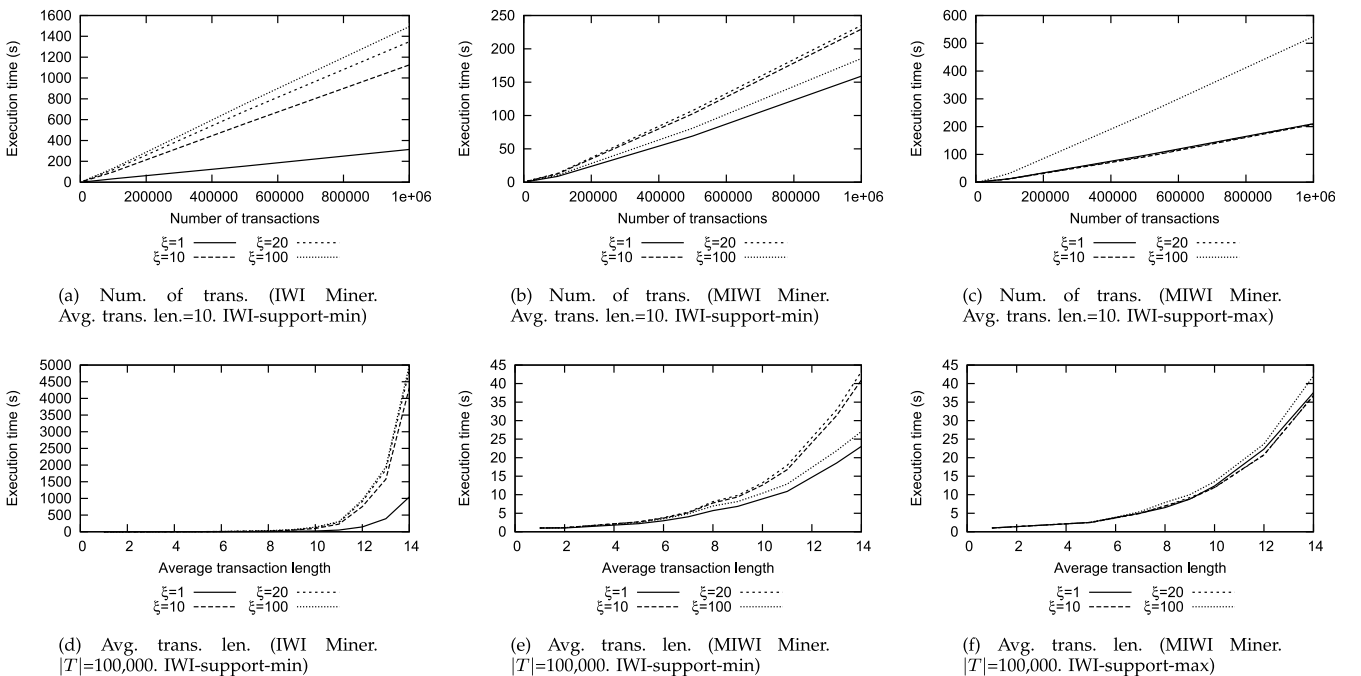 1600
1400
1200
1000
800
600
400
200
0
Execution time (s)
0 200000 400000 600000 800000 1e+06
Number of transactions
ξ=1 ξ=20
ξ=10 ξ=100
(a) Num. of trans. (IWI Miner.
Avg. trans. len.=10. IWI-support-min)
250
200
150
100
50
0
Execution time (s)
0 200000 400000 600000 800000 1e+06
Number of transactions
ξ=1 ξ=20
ξ=10 ξ=100
(b) Num. of trans. (MIWI Miner.
Avg. trans. len.=10. IWI-support-min)
600
500
400
300
200
100
0
Execution time (s)
0 200000 400000 600000 800000 1e+06
Number of transactions
ξ=1 ξ=20
ξ=10 ξ=100
(c) Num. of trans. (MIWI Miner.
Avg. trans. len.=10. IWI-support-max)
5000
4500
4000
3500
3000
2500
2000
1500
1000
500
0
Execution time (s)
0 2 4 6 8 10 12 14
Average transaction length
ξ=1 ξ=20
ξ=10 ξ=100
(d) Avg. trans. len. (IWI Miner.
|T|=100,000. IWI-support-min)
45
40
35
30
25
20
15
10
5
0
Execution time (s)
0 2 4 6 8 10 12 14
Average transaction length
ξ=1 ξ=20
ξ=10 ξ=100
(e) Avg. trans. len. (MIWI Miner.
|T|=100,000. IWI-support-min)
45
40
35
30
25
20
15
10
5
0
Execution time (s)
0 2 4 6 8 10 12 14
Average transaction length
ξ=1 ξ=20
ξ=10 ξ=100
(f) Avg. trans. len. (MIWI Miner.
|T|=100,000. IWI-support-max)